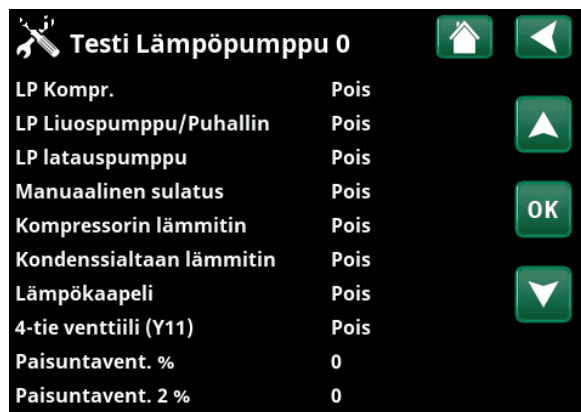 Testi Lämpöpumppu 0
LP Kompr. Pois
LP Liuospumppu/Puhallin Pois
LP latauspumppu Pois
Manuaalinen sulatus Pois
Kompressorin lämmitin Pois
Kondenssialtaan lämmitin Pois
Lämpökaapeli Pois
4-tie venttiili (Y11) Pois
Paisuntavent. % 0
Paisuntavent. 2 % 0
OK